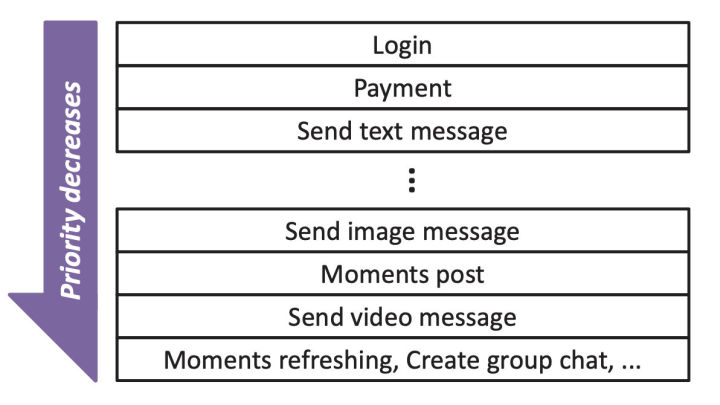 Priority decreases
Login
Payment
Send text message
⋮
Send image message
Moments post
Send video message
Moments refreshing, Create group chat, ...